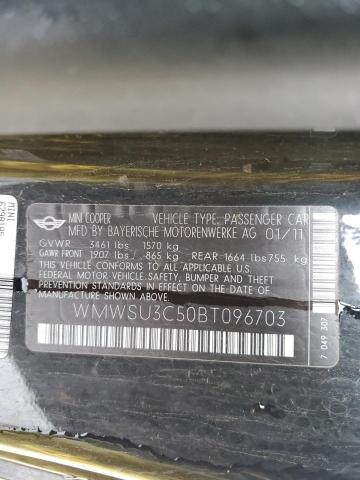 MINI COOPER VEHICLE TYPE: PASSENGER CAR
MFD BY BAYERISCHE MOTORENWERKE AG 01/11
GVWR 3461 lbs 1570 kg
GAWR FRONT 1907 lbs/ 865 kg REAR 1664 lbs 755 kg
THIS VEHICLE CONFORMS TO ALL APPLICABLE U.S.
FEDERAL MOTOR VEHICLE SAFETY, BUMPER, AND THEFT
PREVENTION STANDARDS IN EFFECT ON THE DATE OF
MANUFACTURE SHOWN ABOVE.
WMWSU3C50BT096703
7 049 307
MINI